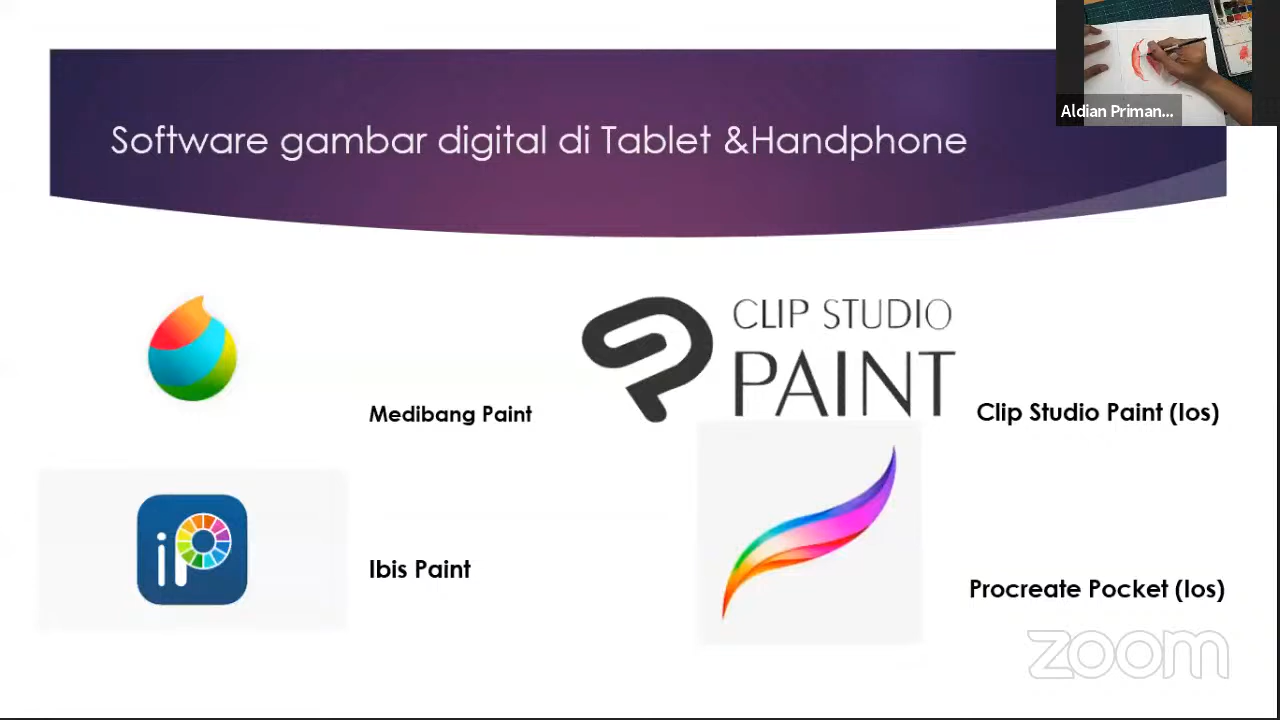 Aldian Priman...
Software gambar digital di Tablet &Handphone
CLIP STUDIO
PAINT
Medibang Paint
Clip Studio Paint (Ios)
iP
Ibis Paint
Procreate Pocket (Ios)
zoom